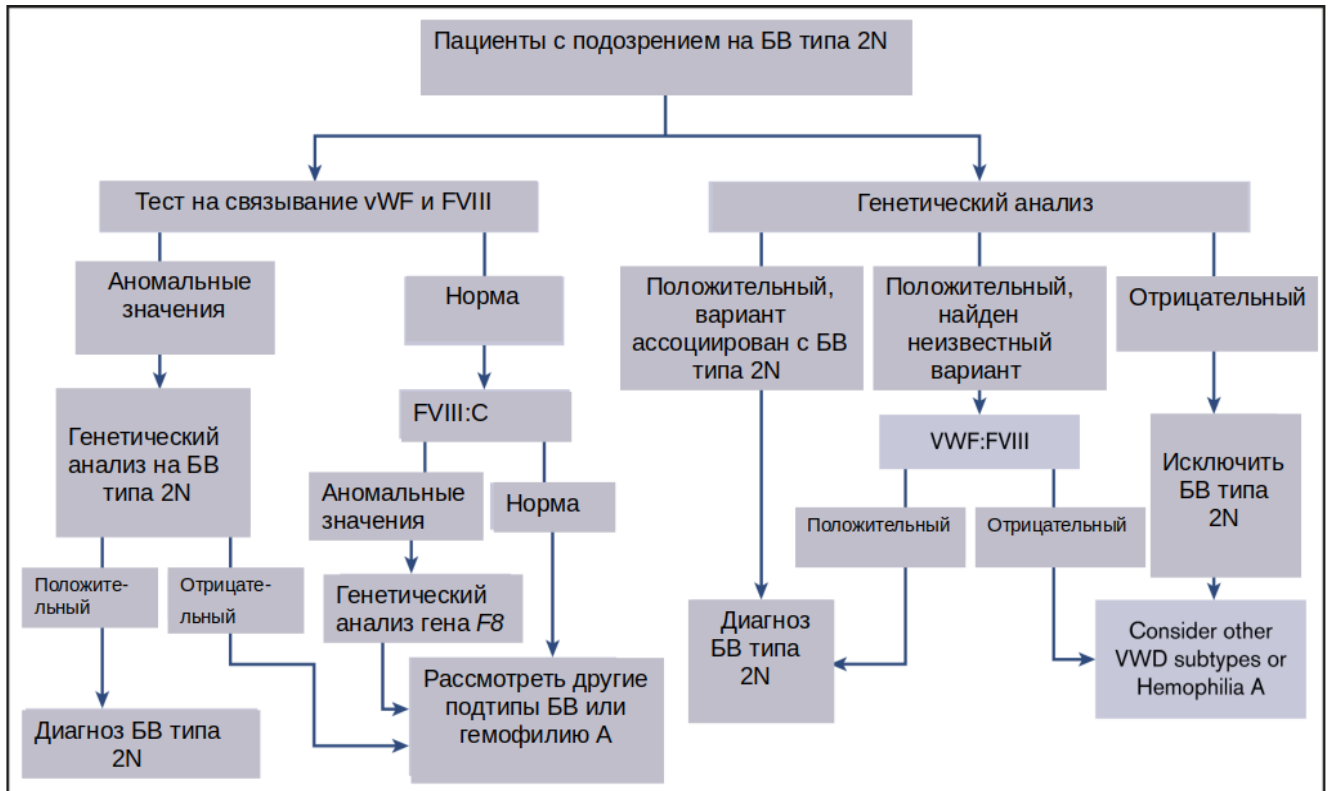 Пациенты с подозрением на БВ типа 2N
Тест на связывание vWF и FVIII
Генетический анализ
Аномальные
значения
Норма
Положительный,
вариант
ассоциирован с БВ
типа 2N
Положительный,
найден
неизвестный
вариант
Отрицательный
Генетический
анализ на БВ
типа 2N
FVIII:C
VWF:FVIII
Исключить
БВ типа
2N
Аномальные
значения
Норма
Положительный
Отрицательный
Положите-
льный
Отрицате-
льный
Генетический
анализ гена F8
Диагноз
БВ типа
2N
Consider other
VWD subtypes or
Hemophilia A
Рассмотреть другие
подтипы БВ или
гемофилию А
Диагноз БВ типа
2N